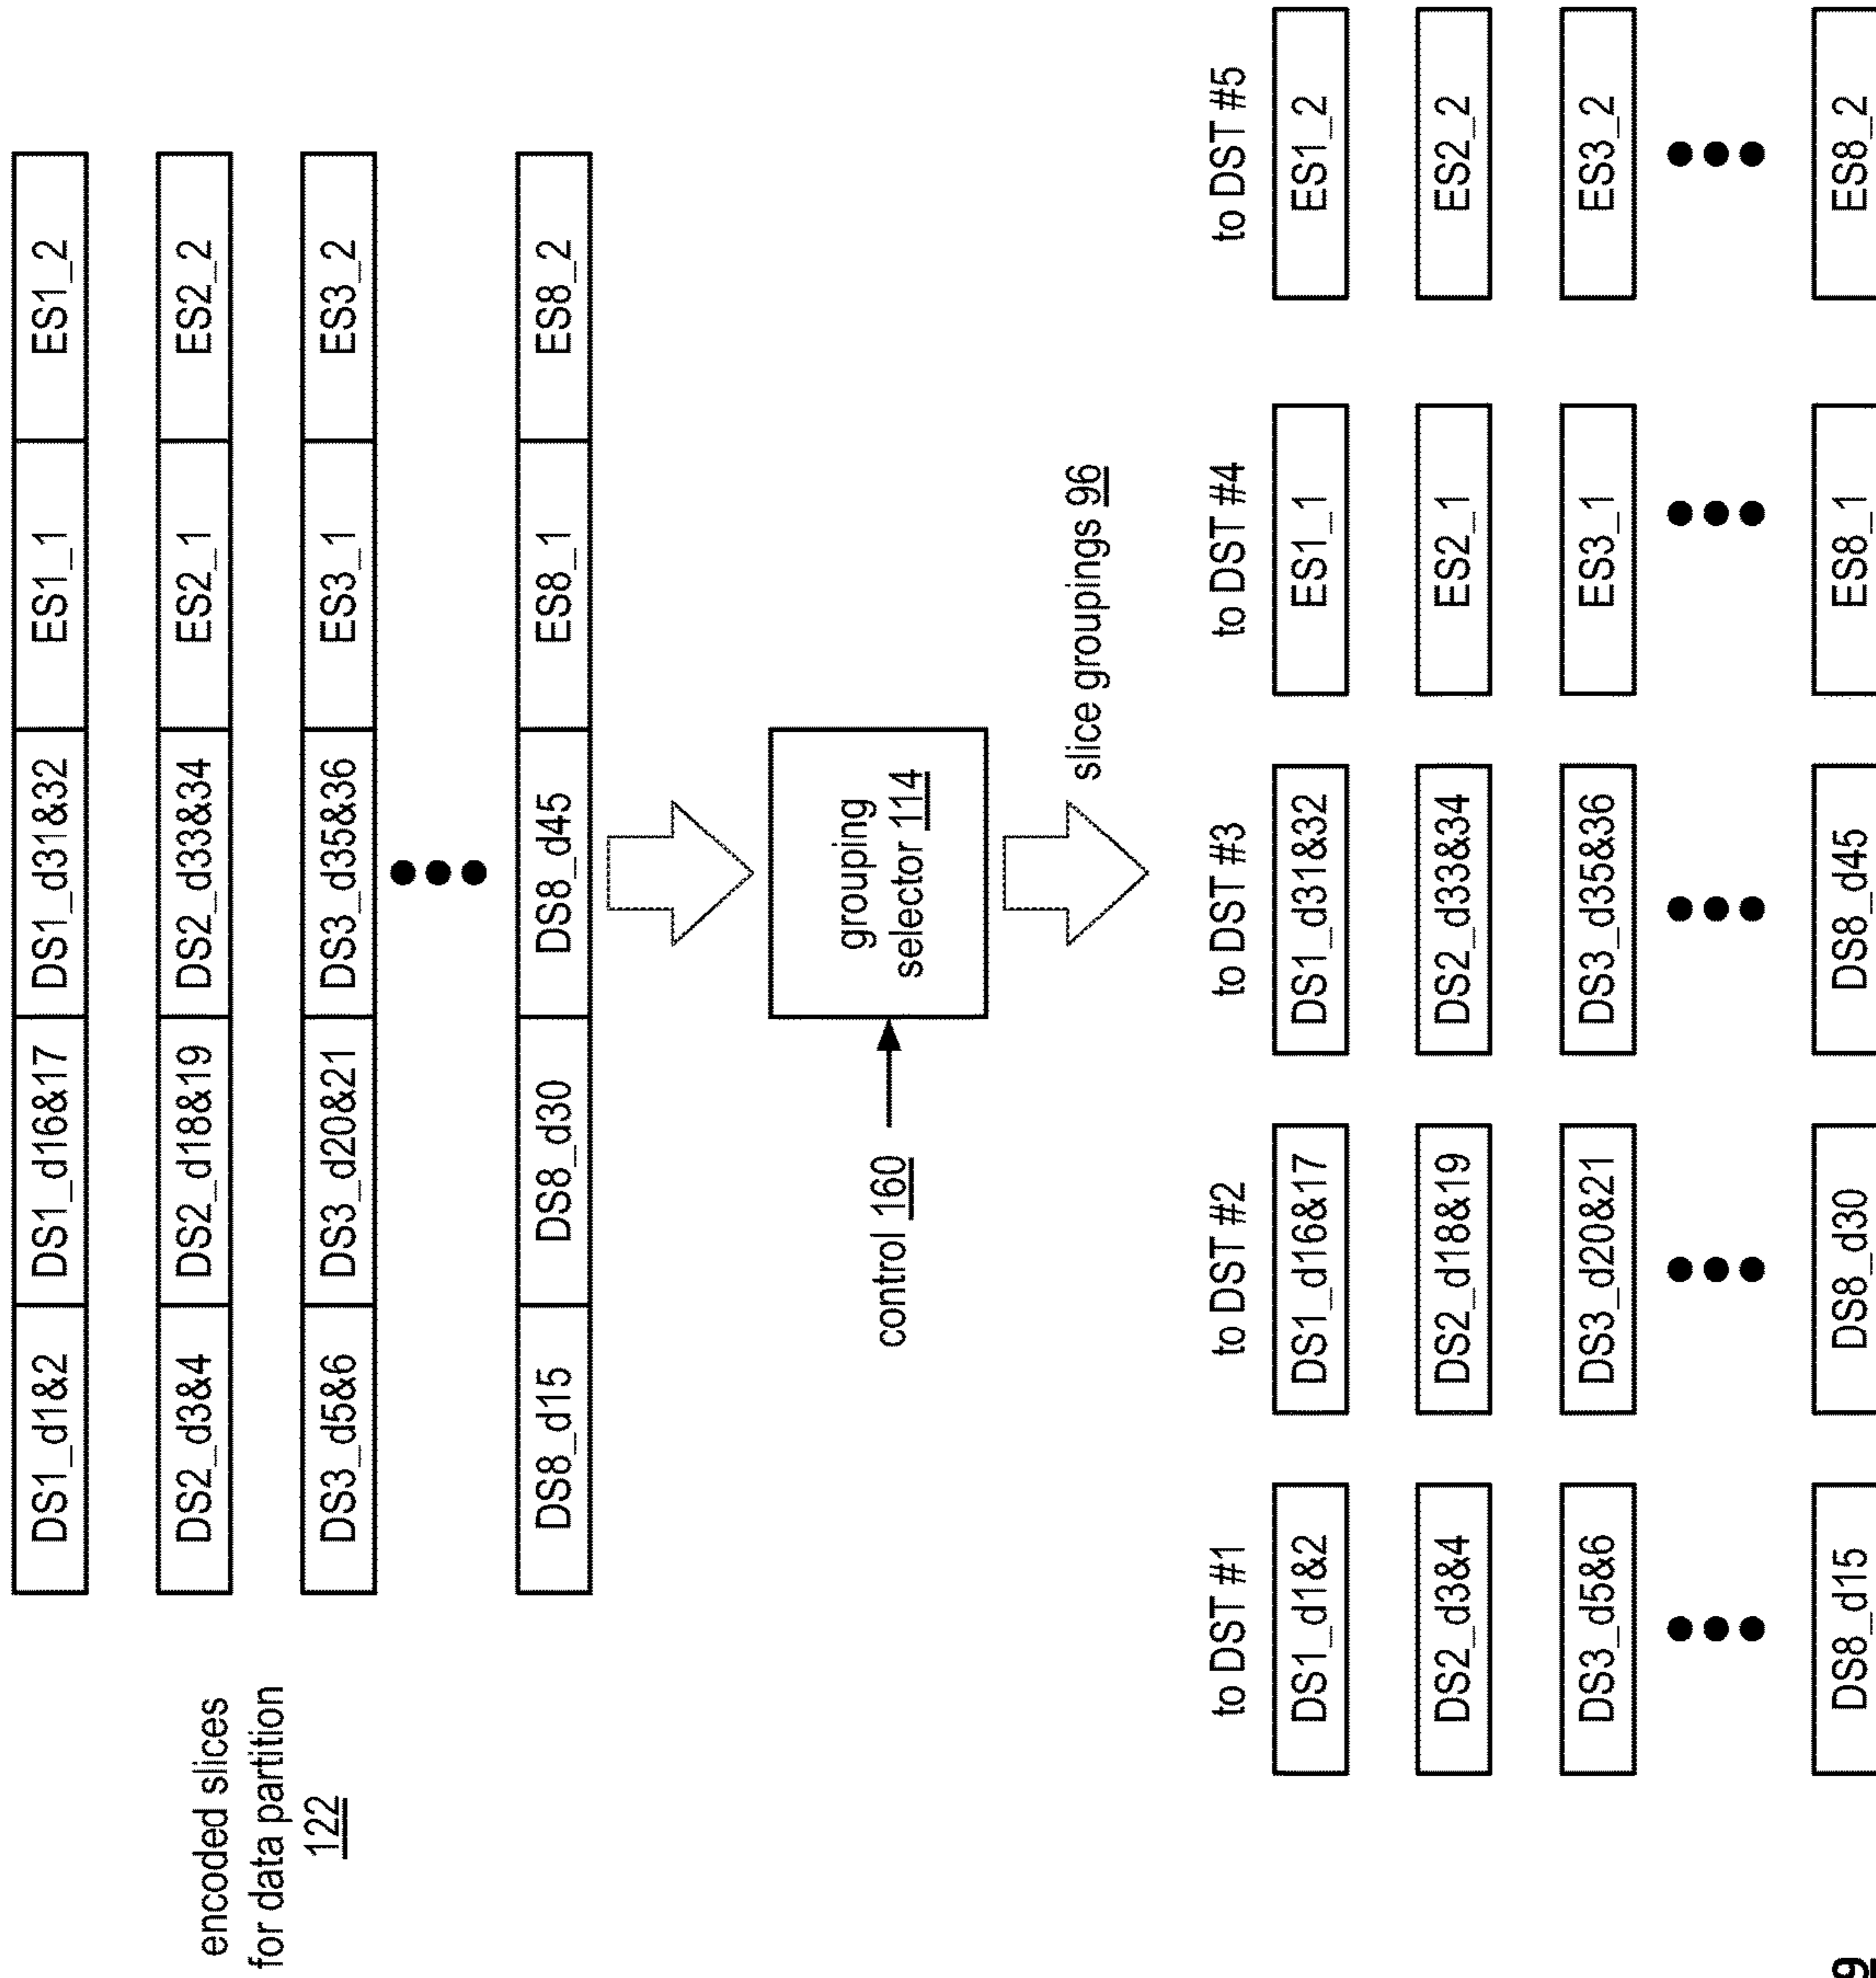 encoded slices
for data partition
122
DS1_d1&2 DS1_d16&17 DS1_d31&32 ES1_1 ES1_2
DS2_d3&4 DS2_d18&19 DS2_d33&34 ES2_1 ES2_2
DS3_d5&6 DS3_d20&21 DS3_d35&36 ES3_1 ES3_2
DS8_d15 DS8_d30 DS8_d45 ES8_1 ES8_2
control 160
grouping
selector 114
slice groupings 96
to DST #1 to DST #2 to DST #3 to DST #4 to DST #5
DS1_d1&2 DS1_d16&17 DS1_d31&32 ES1_1 ES1_2
DS2_d3&4 DS2_d18&19 DS2_d33&34 ES2_1 ES2_2
DS3_d5&6 DS3_d20&21 DS3_d35&36 ES3_1 ES3_2
DS8_d15 DS8_d30 DS8_d45 ES8_1 ES8_2